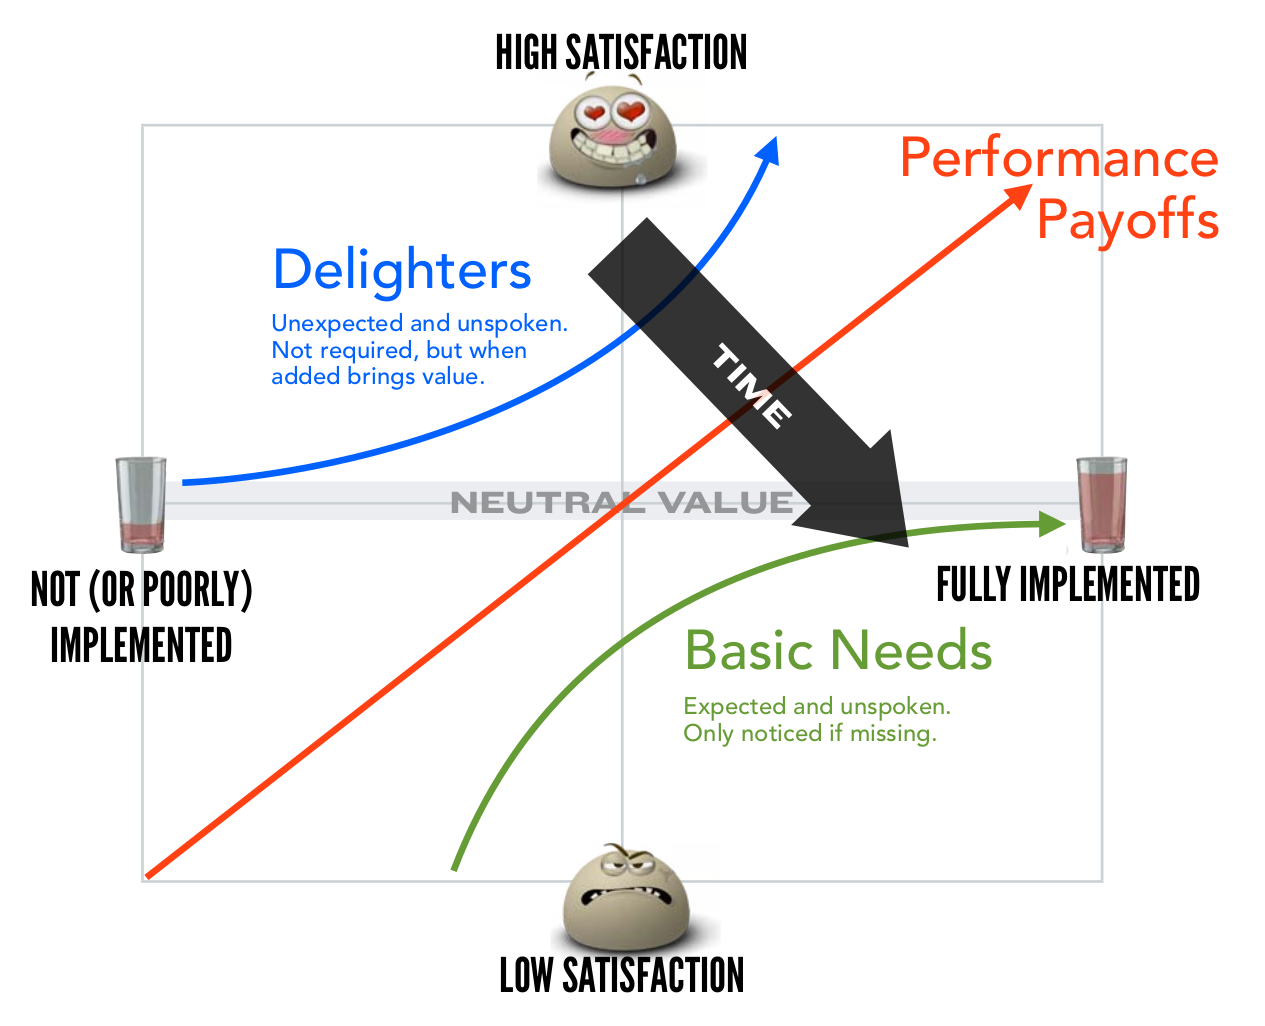 HIGH SATISFACTION
Performance
Payoffs
Delighters
Unexpected and unspoken.
Not required, but when
added brings value.
TIME
NEUTRAL VALUE
NOT (OR POORLY)
IMPLEMENTED
FULLY IMPLEMENTED
Basic Needs
Expected and unspoken.
Only noticed if missing.
LOW SATISFACTION